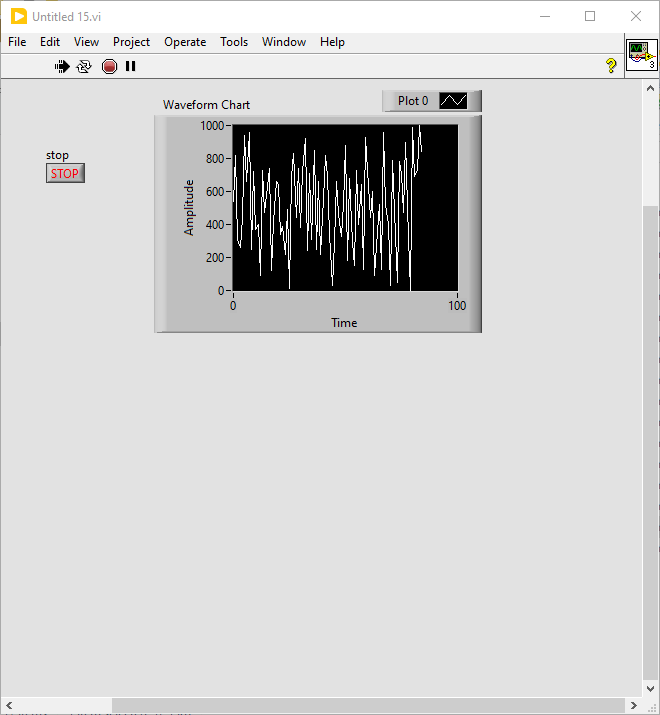 Untitled 15.vi
File Edit View Project Operate Tools Window Help
?
3
Waveform Chart
Plot 0
stop
STOP
Amplitude
1000
800
600
400
200
0
0
100
Time